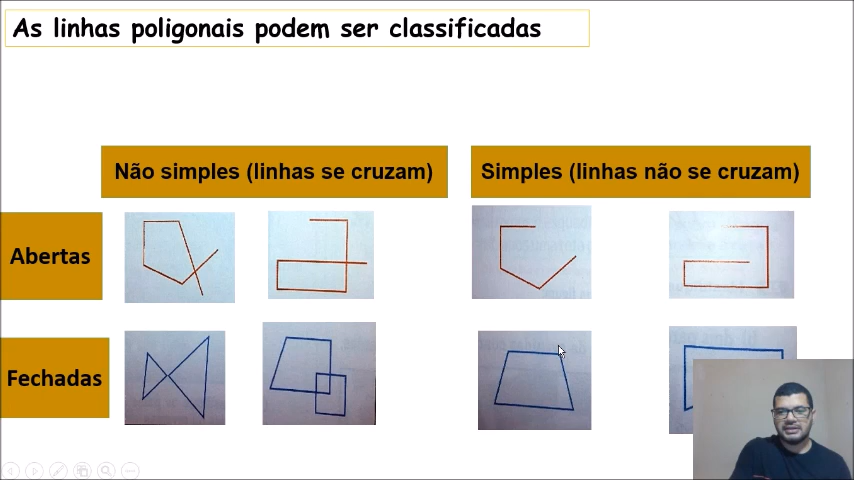 As linhas poligonais podem ser classificadas
Não simples (linhas se cruzam)
Simples (linhas não se cruzam)
Abertas
Fechadas